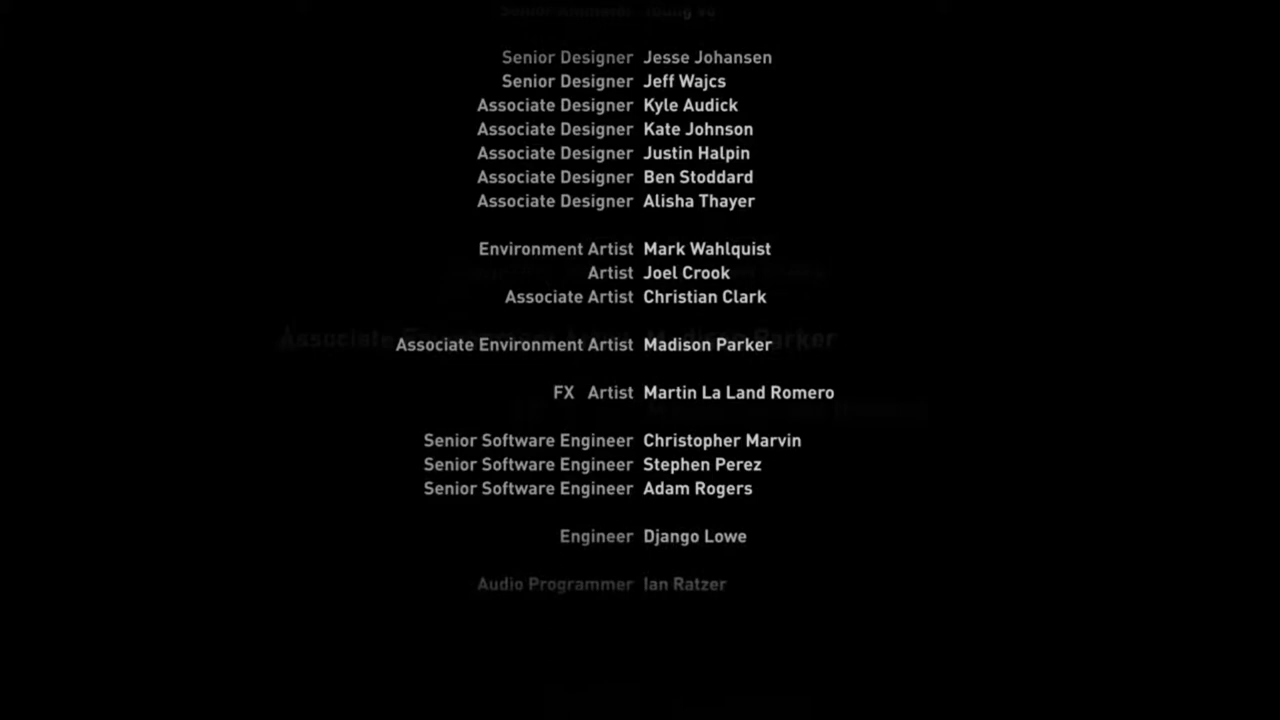 Senior Designer Jesse Johansen
Senior Designer Jeff Wajcs
Associate Designer Kyle Audick
Associate Designer Kate Johnson
Associate Designer Justin Halpin
Associate Designer Ben Stoddard
Associate Designer Alisha Thayer
Environment Artist Mark Wahlquist
Artist Joel Crook
Associate Artist Christian Clark
Associate Environment Artist Madison Parker
FX Artist Martin La Land Romero
Senior Software Engineer Christopher Marvin
Senior Software Engineer Stephen Perez
Senior Software Engineer Adam Rogers
Engineer Django Lowe
Audio Programmer Ian Ratzer